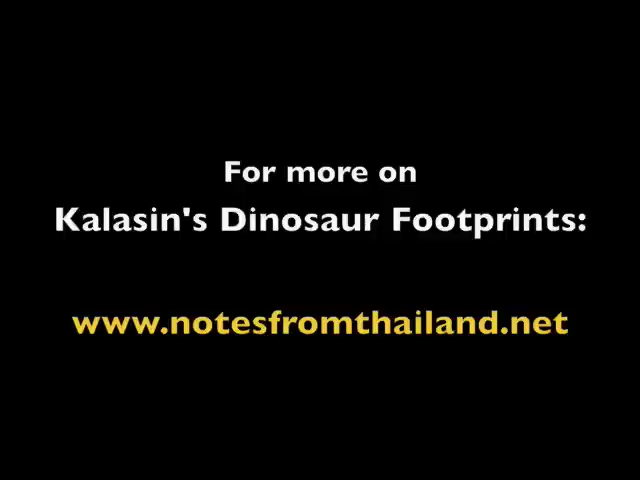 For more on
Kalasin's Dinosaur Footprints:
www.notesfromthailand.net